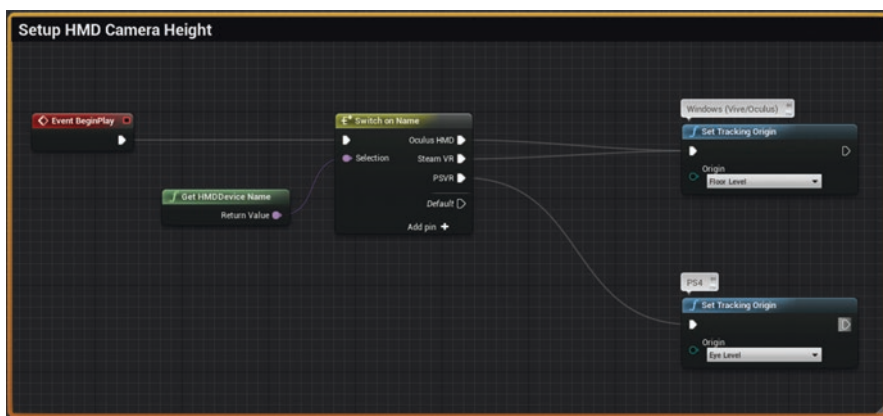 Setup HMD Camera Height
Event BeginPlay
Get HMDDevice Name
Return Value
Switch on Name
Oculus HMD
Selection
Steam VR
PSVR
Default
Add pin
Windows (Vive/Oculus)
Set Tracking Origin
Origin
Floor Level
PS4
Set Tracking Origin
Origin
Eye Level